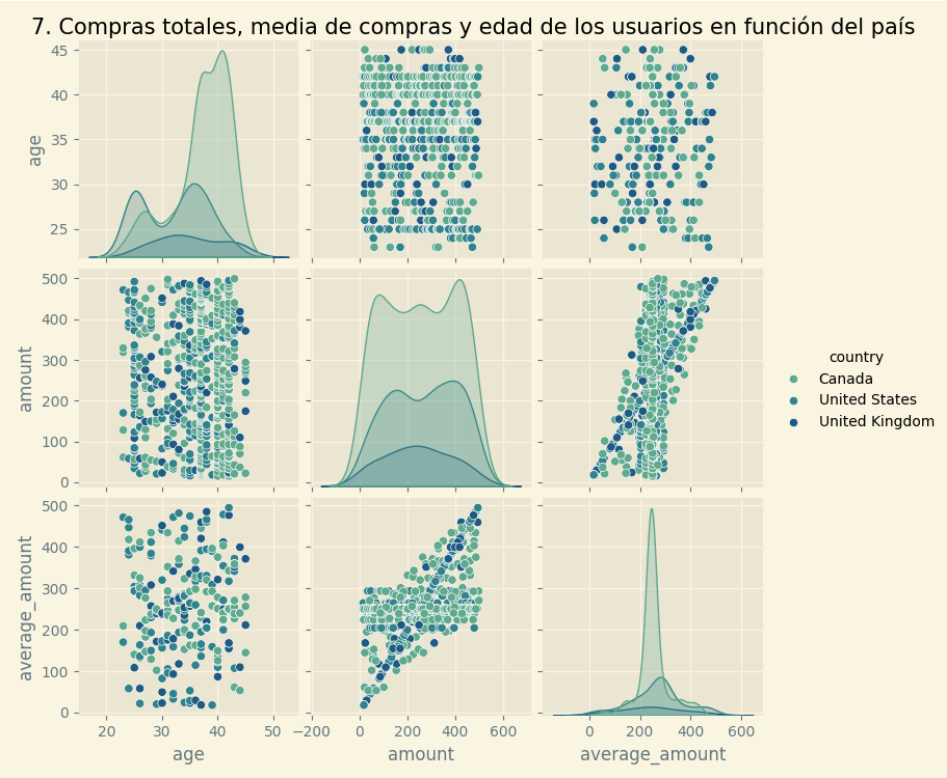 7. Compras totales, media de compras y edad de los usuarios en función del país
45
40
35
30
25
age
500
400
300
200
100
0
amount
country
Canada
United States
United Kingdom
500
400
300
200
100
0
average_amount
20 30 40 50 −200 0 200 400 600 0 200 400 600
age amount average_amount